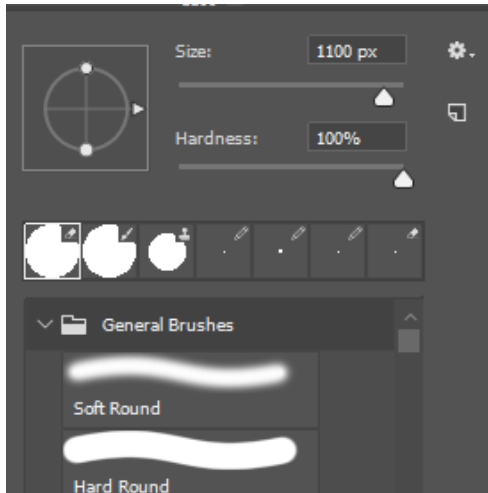 Size: 1100 px
Hardness: 100%
General Brushes
Soft Round
Hard Round